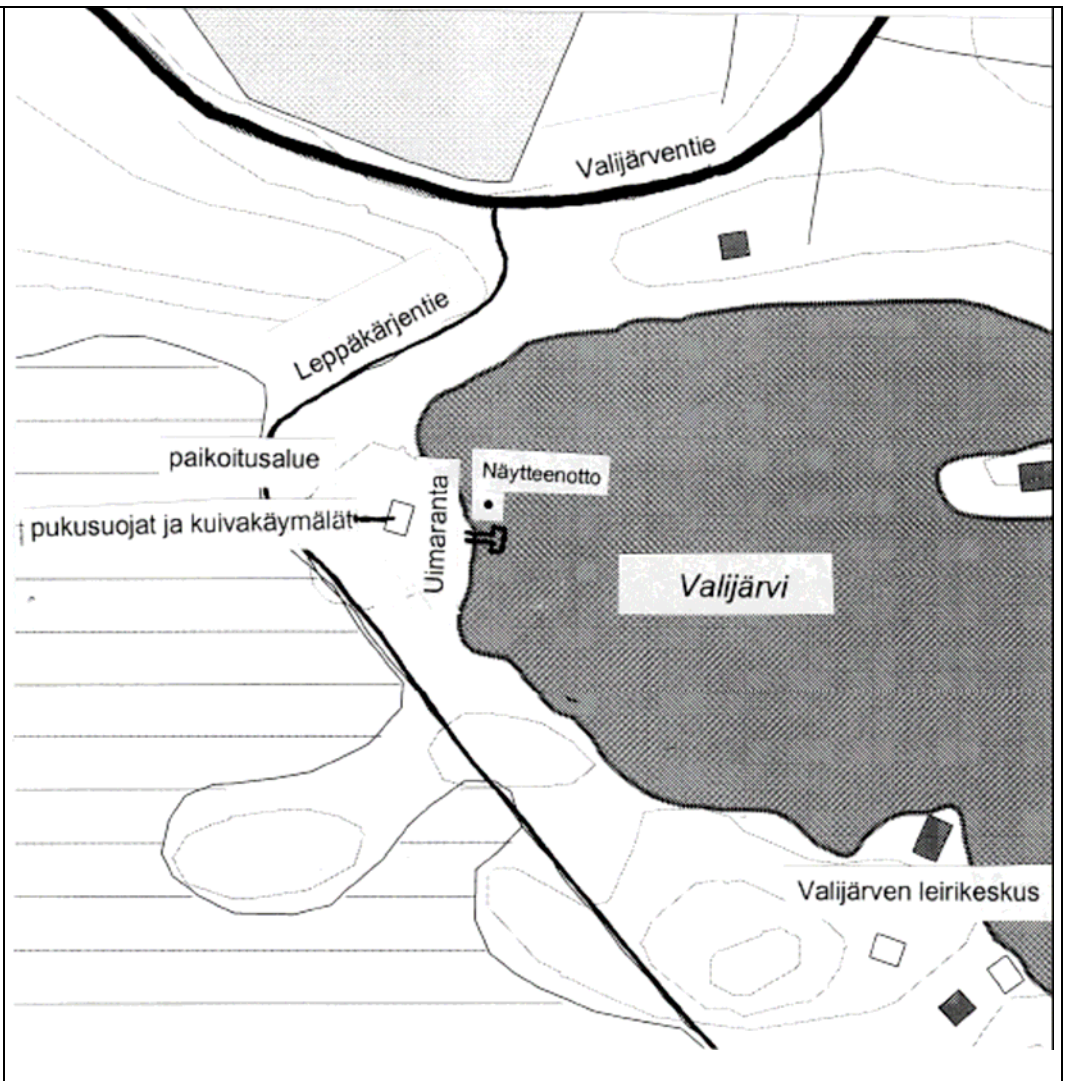 Valijärventie
Leppäkärjentie
paikoitusalue
Näytteenotto
pukusuojat ja kuivakäymälät
Uimaranta
Valijärvi
Valijärven leirikeskus